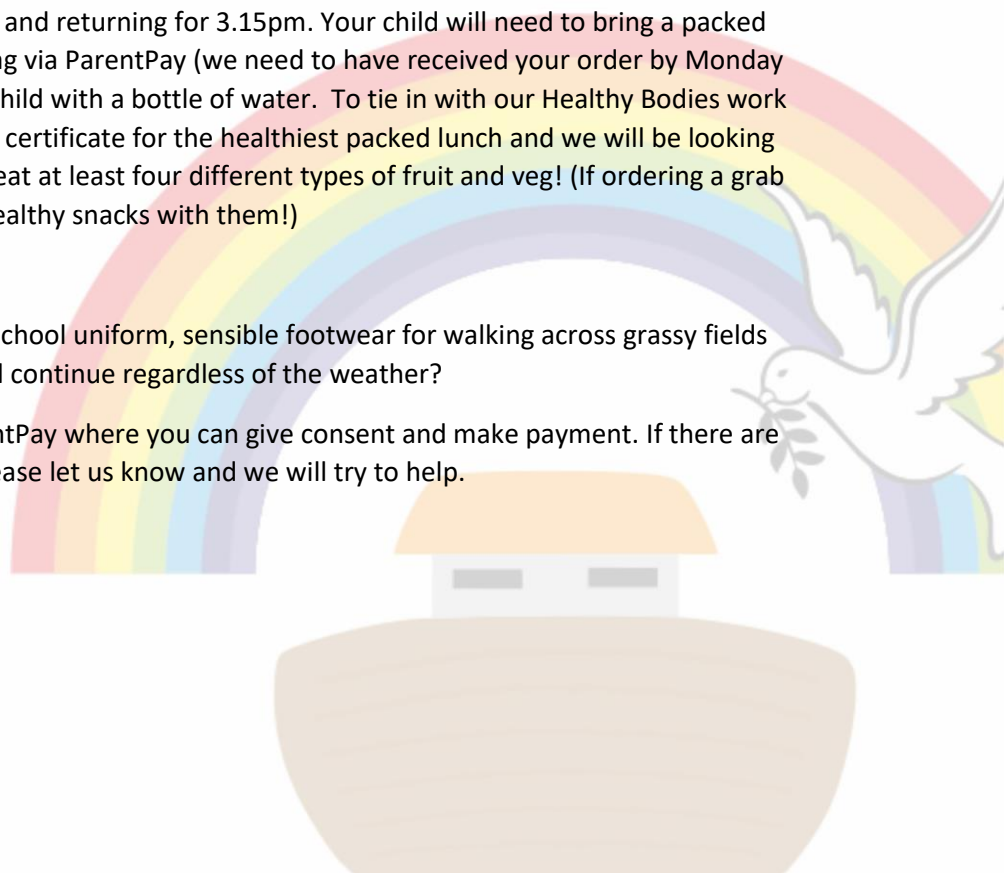 and returning for 3.15pm. Your child will need to bring a packed
ng via ParentPay (we need to have received your order by Monday
hild with a bottle of water. To tie in with our Healthy Bodies work
certificate for the healthiest packed lunch and we will be looking
eat at least four different types of fruit and veg! (If ordering a grab
ealthy snacks with them!)
chool uniform, sensible footwear for walking across grassy fields
l continue regardless of the weather?
ntPay where you can give consent and make payment. If there are
ease let us know and we will try to help.